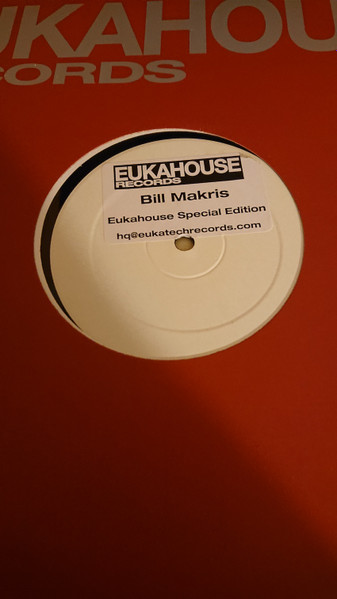 UKAHOU
CORDS
EUKAHOUSE
RECORDS
Bill Makris
Eukahouse Special Edition
hq@eukatechrecords.com